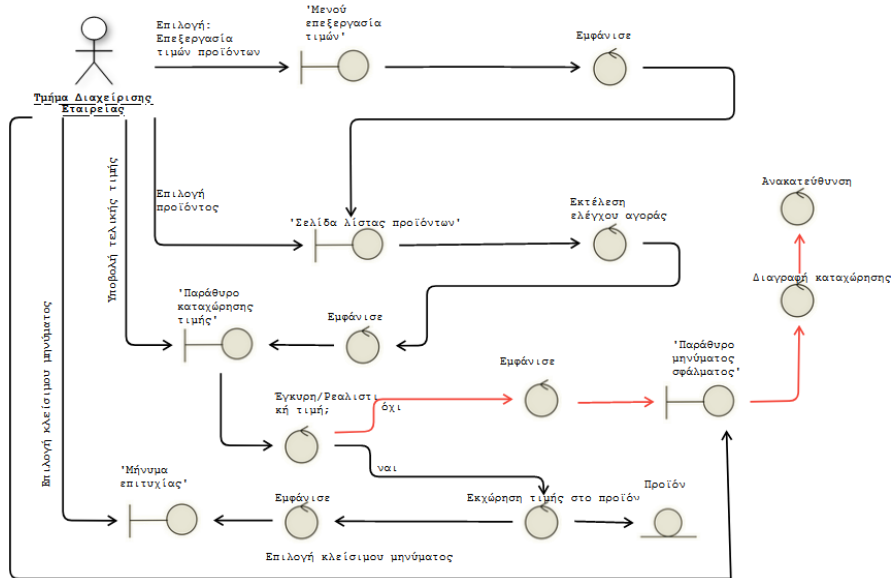 Επιλογή:
Επεξεργασία
τιμών προϊόντων
'Μενού
επεξεργασία
τιμών'
Εμφάνισε
Τμήμα Διαχείρισης
Εταιρείας
Υποβολή τελικής τιμής
Επιλογή
προϊόντος
'Σελίδα λίστας προϊόντων'
Εκτέλεση
ελέγχου αγοράς
Ανακατεύθυνση
Διαγραφή καταχώρησης
'Παράθυρο
καταχώρησης
τιμής'
Εμφάνισε
Επιλογή κλείσιμου μηνύματος
Εμφάνισε
'Παράθυρο
μηνύματος
σφάλματος'
Έγκυρη/Ρεαλιστ
ική τιμή;
όχι
ναι
'Μήνυμα
επιτυχίας'
Εμφάνισε
Εκχώρηση τιμής στο προϊόν
Προϊόν
Επιλογή κλείσιμου μηνύματος